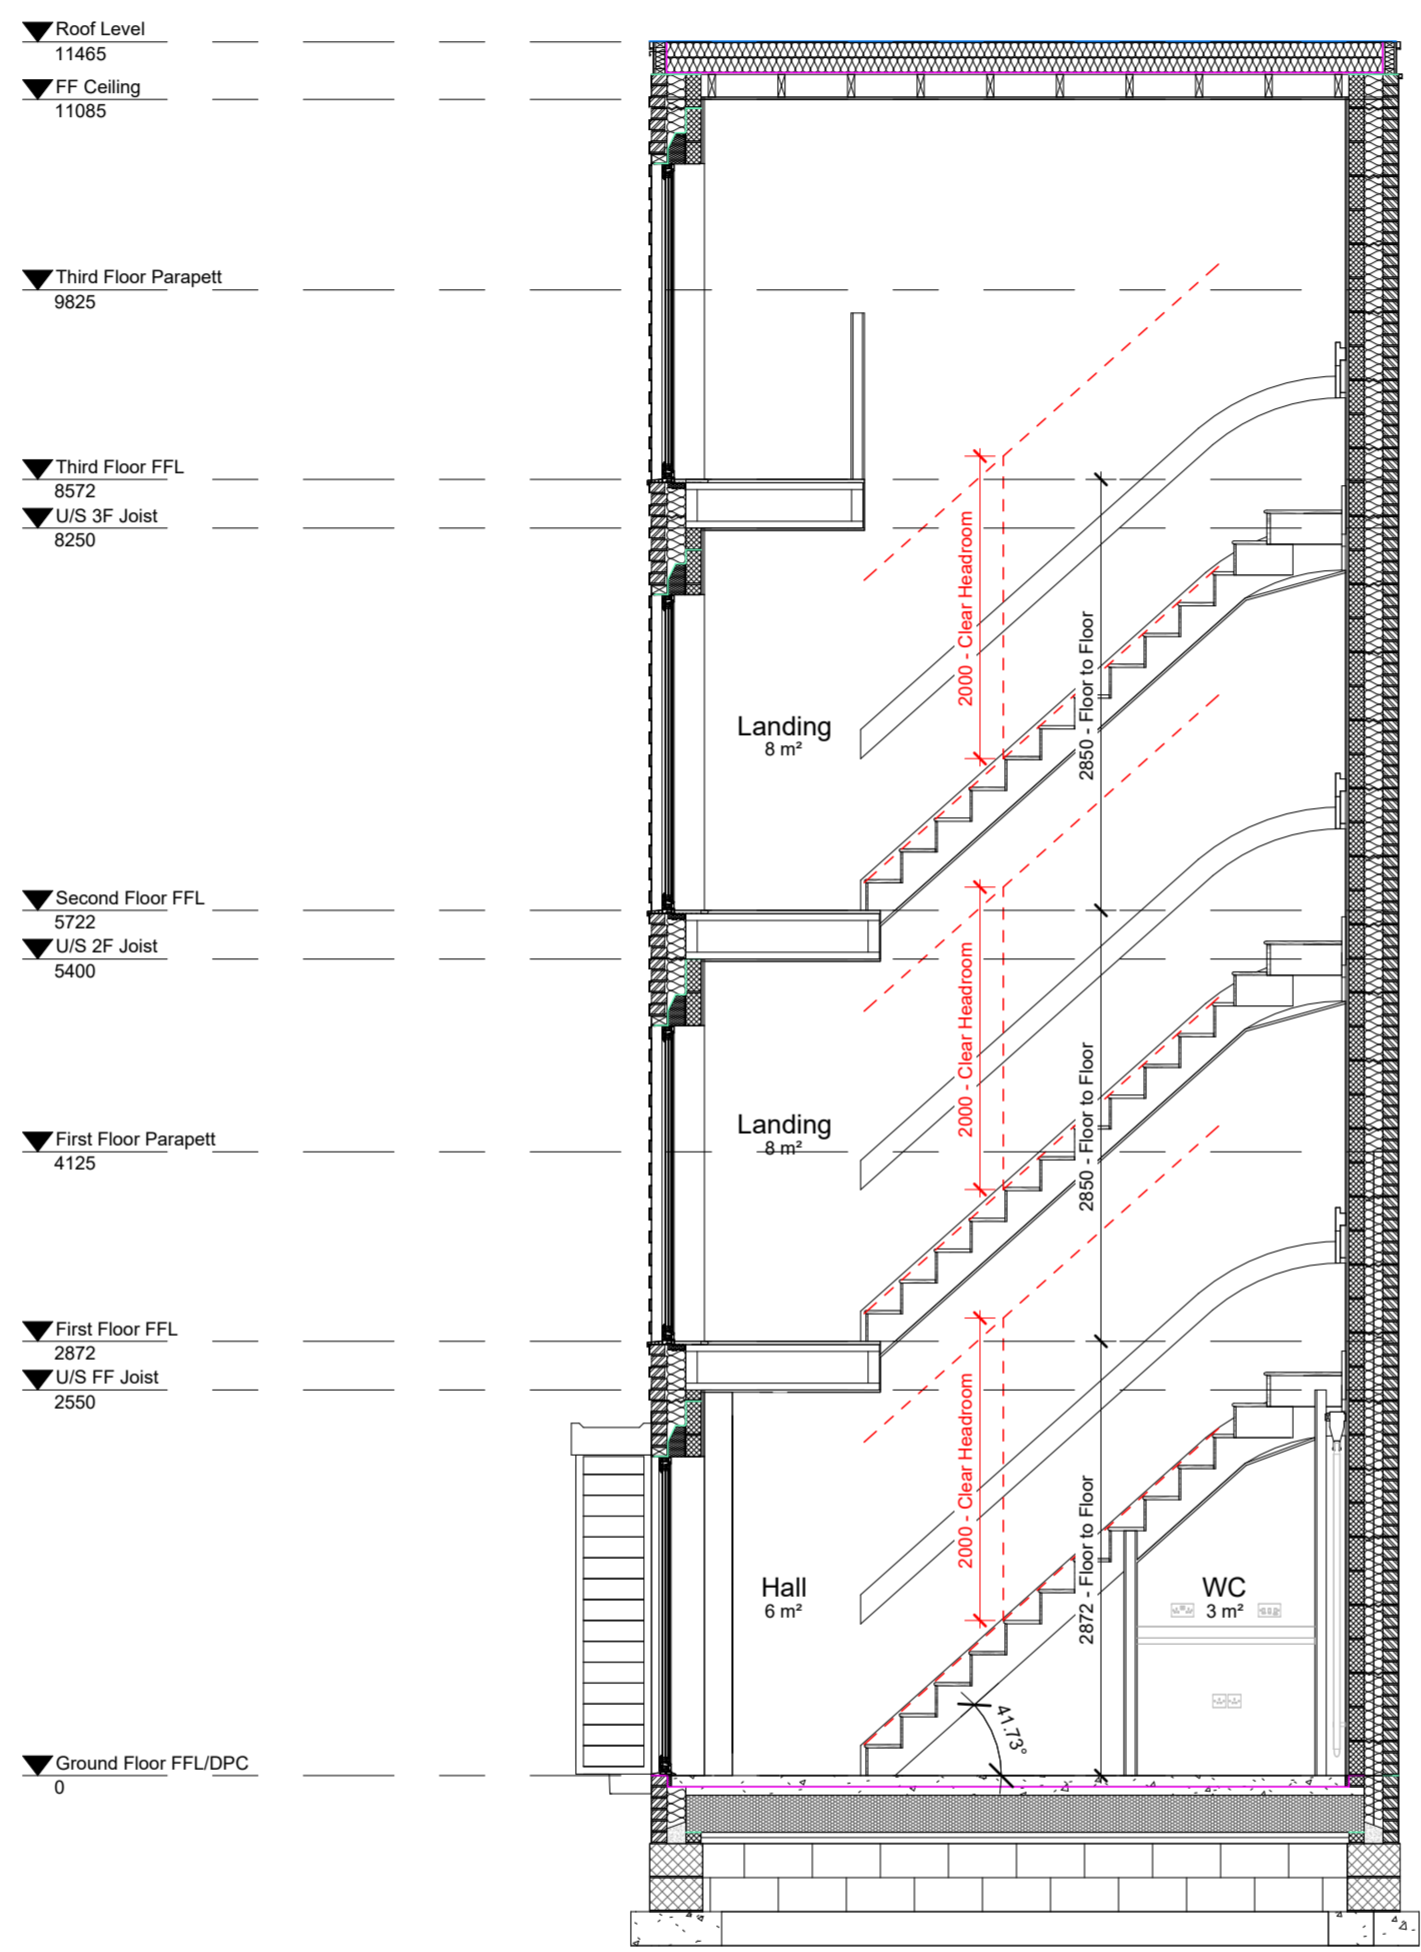 Roof Level
11465
FF Ceiling
11085
Third Floor Parapett
9825
Third Floor FFL
8572
U/S 3F Joist
8250
2000 - Clear Headroom
2850 - Floor to Floor
Landing
8 m²
Second Floor FFL
5722
U/S 2F Joist
5400
2000 - Clear Headroom
2850 - Floor to Floor
Landing
8 m²
First Floor Parapett
4125
First Floor FFL
2872
U/S FF Joist
2550
2000 - Clear Headroom
2872 - Floor to Floor
Hall
6 m²
WC
3 m²
41.73°
Ground Floor FFL/DPC
0